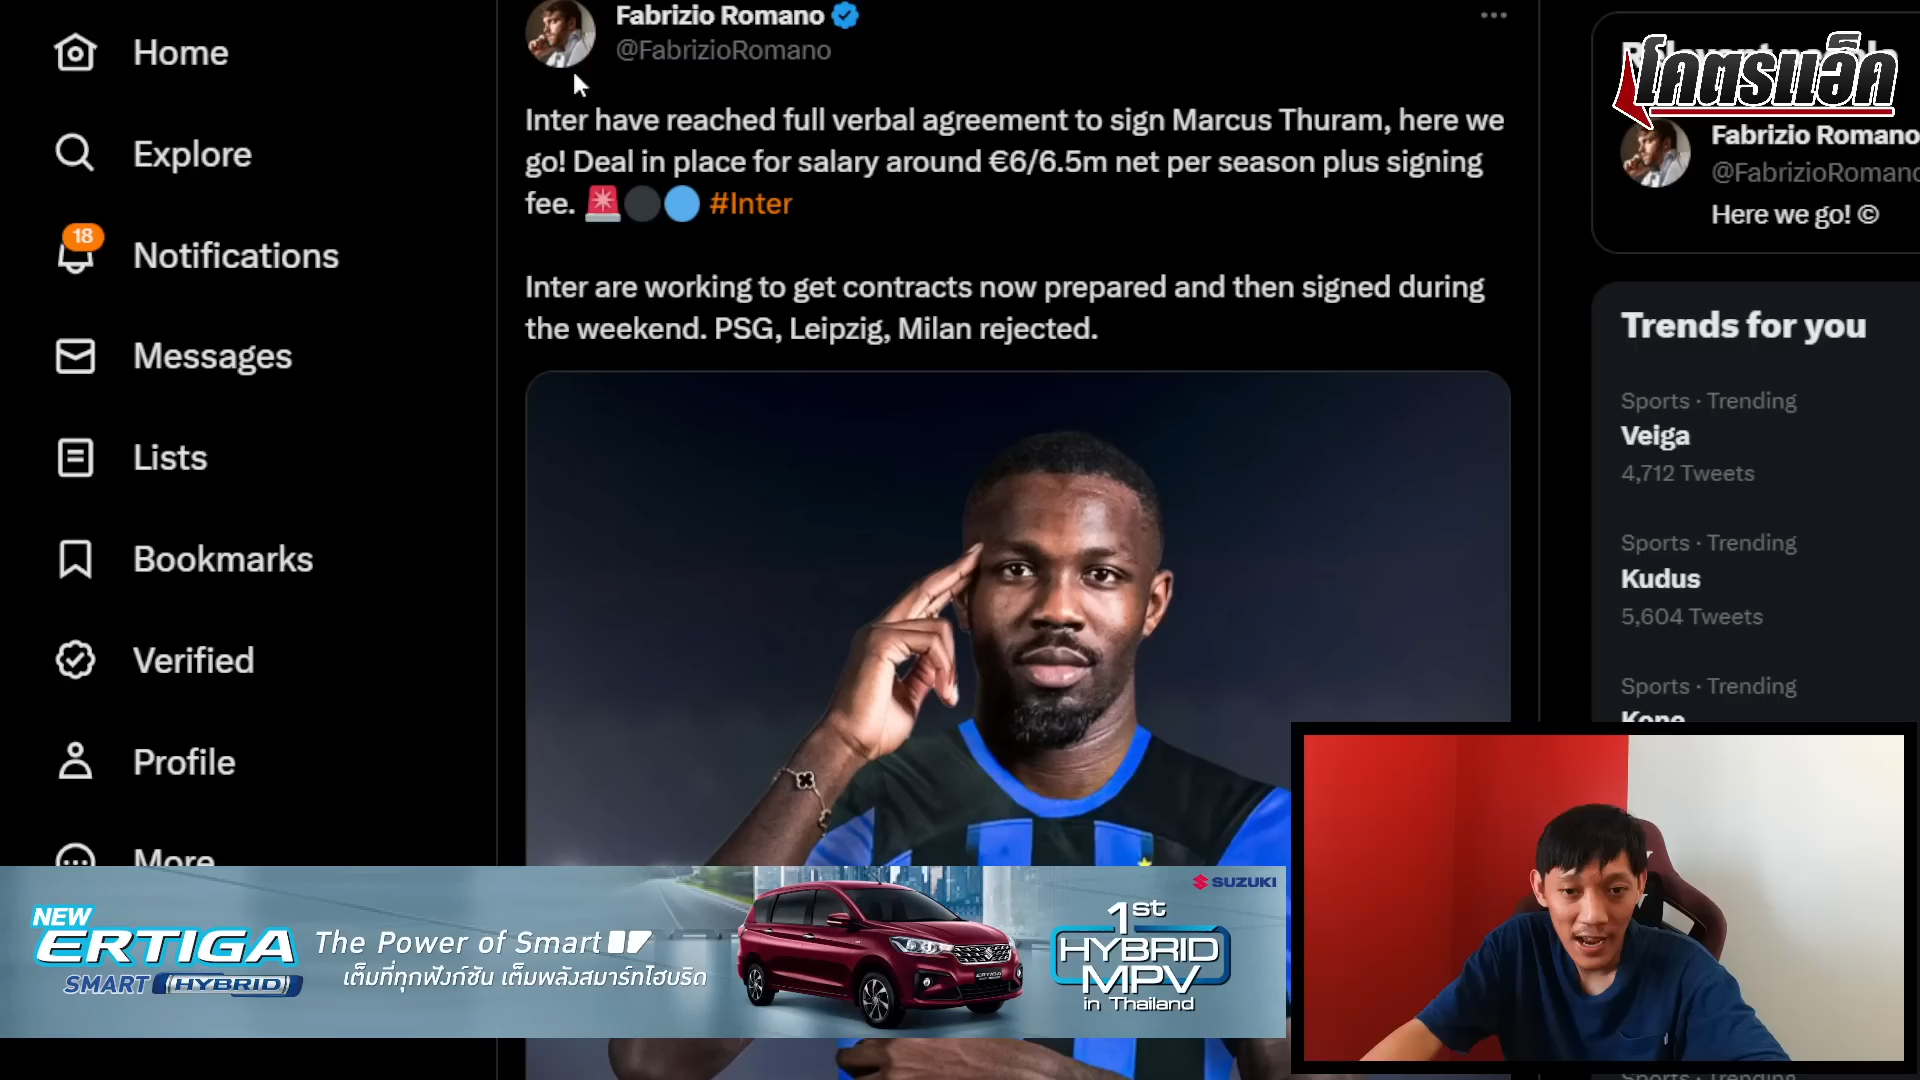 Home
Explore
18
Notifications
Messages
Lists
Bookmarks
Verified
Profile
More
Fabrizio Romano
@FabrizioRomano
Inter have reached full verbal agreement to sign Marcus Thuram, here we
go! Deal in place for salary around €6/6.5m net per season plus signing
fee. 🚨⚫️🔵 #Inter
Inter are working to get contracts now prepared and then signed during
the weekend. PSG, Leipzig, Milan rejected.
โคตรแอ็ค
Fabrizio Romano
@FabrizioRomano
Here we go! ©
Trends for you
Sports · Trending
Veiga
4,712 Tweets
Sports · Trending
Kudus
5,604 Tweets
Sports · Trending
Kone
NEW
ERTIGA
SMART HYBRID
The Power of Smart
เต็มที่ทุกฟังก์ชัน เต็มพลังสมาร์ทไฮบริด
SUZUKI
1st
HYBRID
MPV
in Thailand